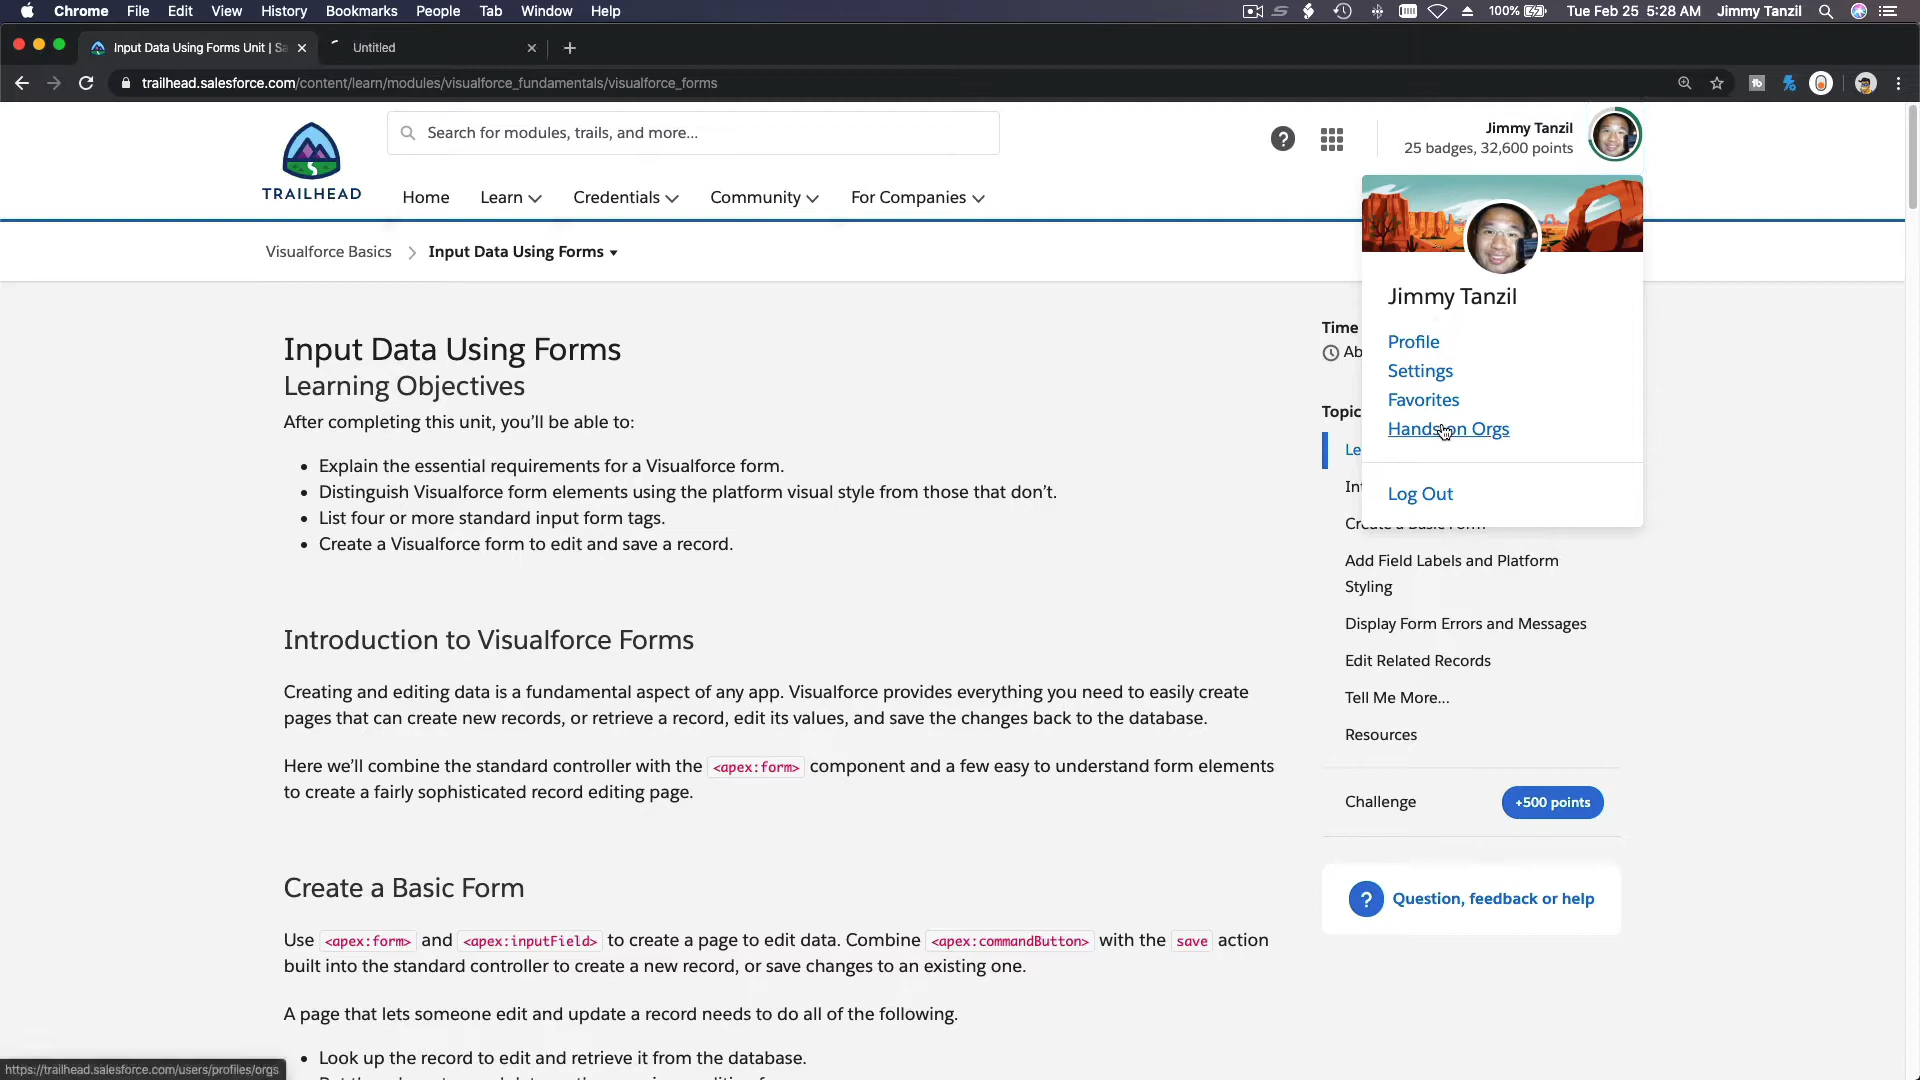 Chrome File Edit View History Bookmarks People Tab Window Help
100% Tue Feb 25 5:28 AM Jimmy Tanzil
Input Data Using Forms Unit | Sa
Untitled
trailhead.salesforce.com/content/learn/modules/visualforce_fundamentals/visualforce_forms
TRAILHEAD
Search for modules, trails, and more...
Jimmy Tanzil
25 badges, 32,600 points
Home Learn Credentials Community For Companies
Visualforce Basics Input Data Using Forms
Jimmy Tanzil
Profile
Settings
Favorites
Hands-on Orgs
Log Out
Input Data Using Forms
Learning Objectives
After completing this unit, you’ll be able to:
• Explain the essential requirements for a Visualforce form.
• Distinguish Visualforce form elements using the platform visual style from those that don’t.
• List four or more standard input form tags.
• Create a Visualforce form to edit and save a record.
Introduction to Visualforce Forms
Creating and editing data is a fundamental aspect of any app. Visualforce provides everything you need to easily create
pages that can create new records, or retrieve a record, edit its values, and save the changes back to the database.
Here we’ll combine the standard controller with the <apex:form> component and a few easy to understand form elements
to create a fairly sophisticated record editing page.
Create a Basic Form
Use <apex:form> and <apex:inputField> to create a page to edit data. Combine <apex:commandButton> with the save action
built into the standard controller to create a new record, or save changes to an existing one.
A page that lets someone edit and update a record needs to do all of the following.
• Look up the record to edit and retrieve it from the database.
Time
Ab
Topic
Le
Int
Create a Basic Form
Add Field Labels and Platform
Styling
Display Form Errors and Messages
Edit Related Records
Tell Me More...
Resources
Challenge +500 points
Question, feedback or help
https://trailhead.salesforce.com/users/profiles/orgs